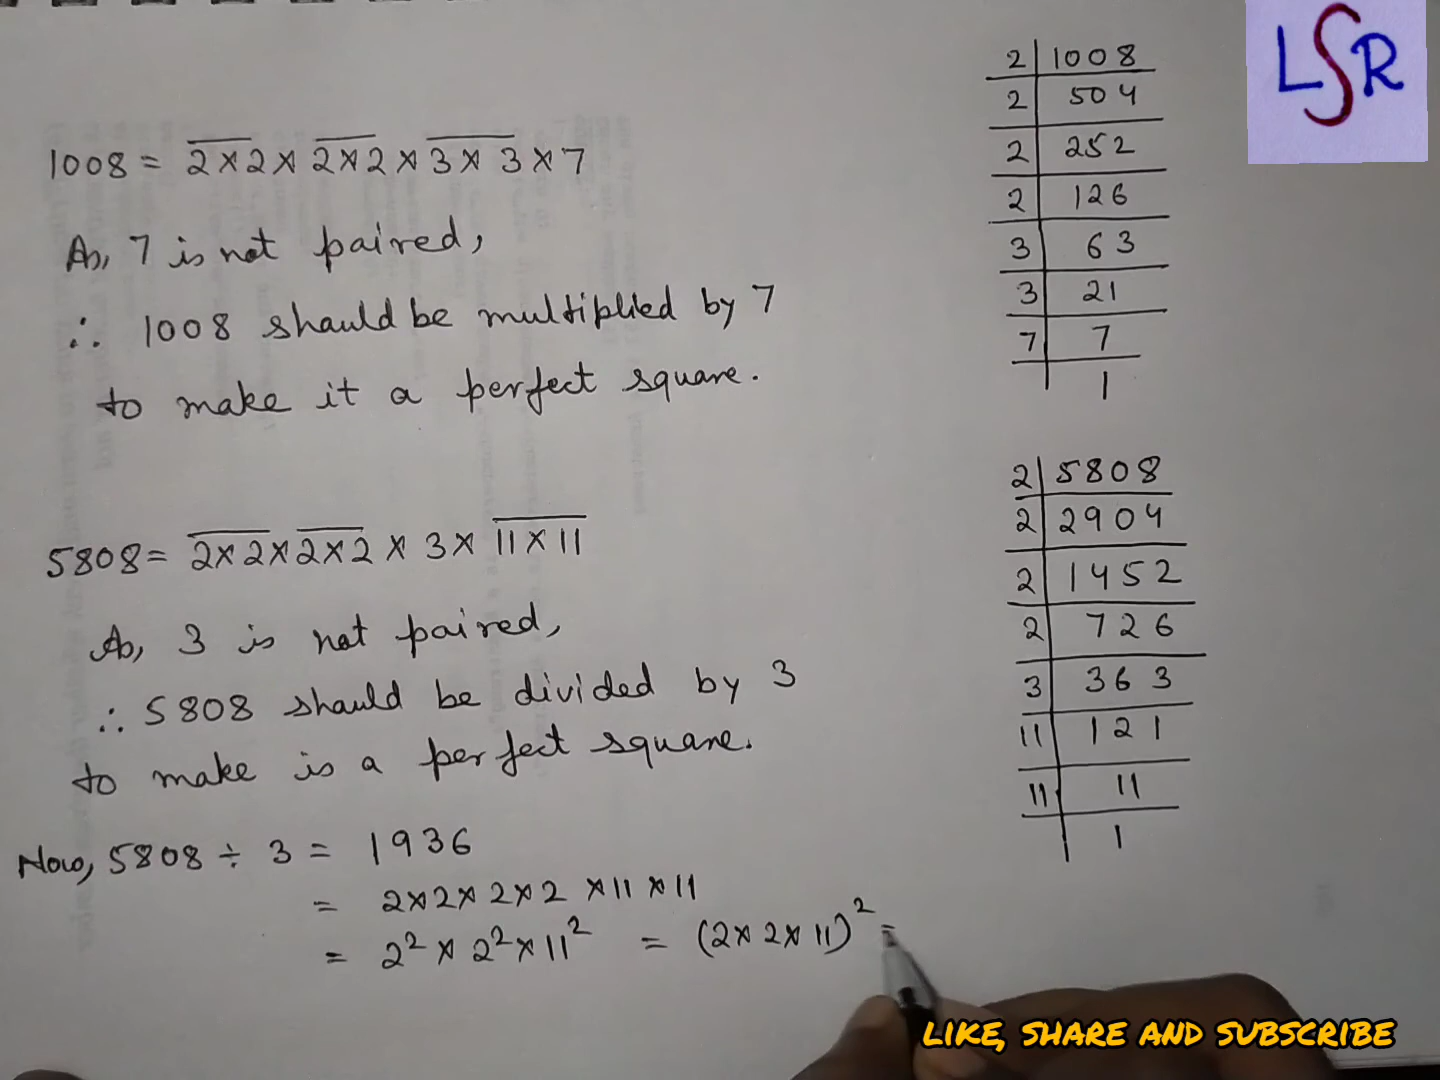 LSR
1008 = 2×2×2×2×3×3×7
As, 7 is not paired,
∴ 1008 should be multiplied by 7
to make it a perfect square.
2 | 1008
2 | 504
2 | 252
2 | 126
3 | 63
3 | 21
7 | 7
1
5808 = 2×2×2×2×3×11×11
As, 3 is not paired,
∴ 5808 should be divided by 3
to make is a perfect square.
Now, 5808 ÷ 3 = 1936
= 2×2×2×2×11×11
= 2² × 2² × 11² = (2×2×11)² =
2 | 5808
2 | 2904
2 | 1452
2 | 726
3 | 363
11 | 121
11 | 11
1
LIKE, SHARE AND SUBSCRIBE